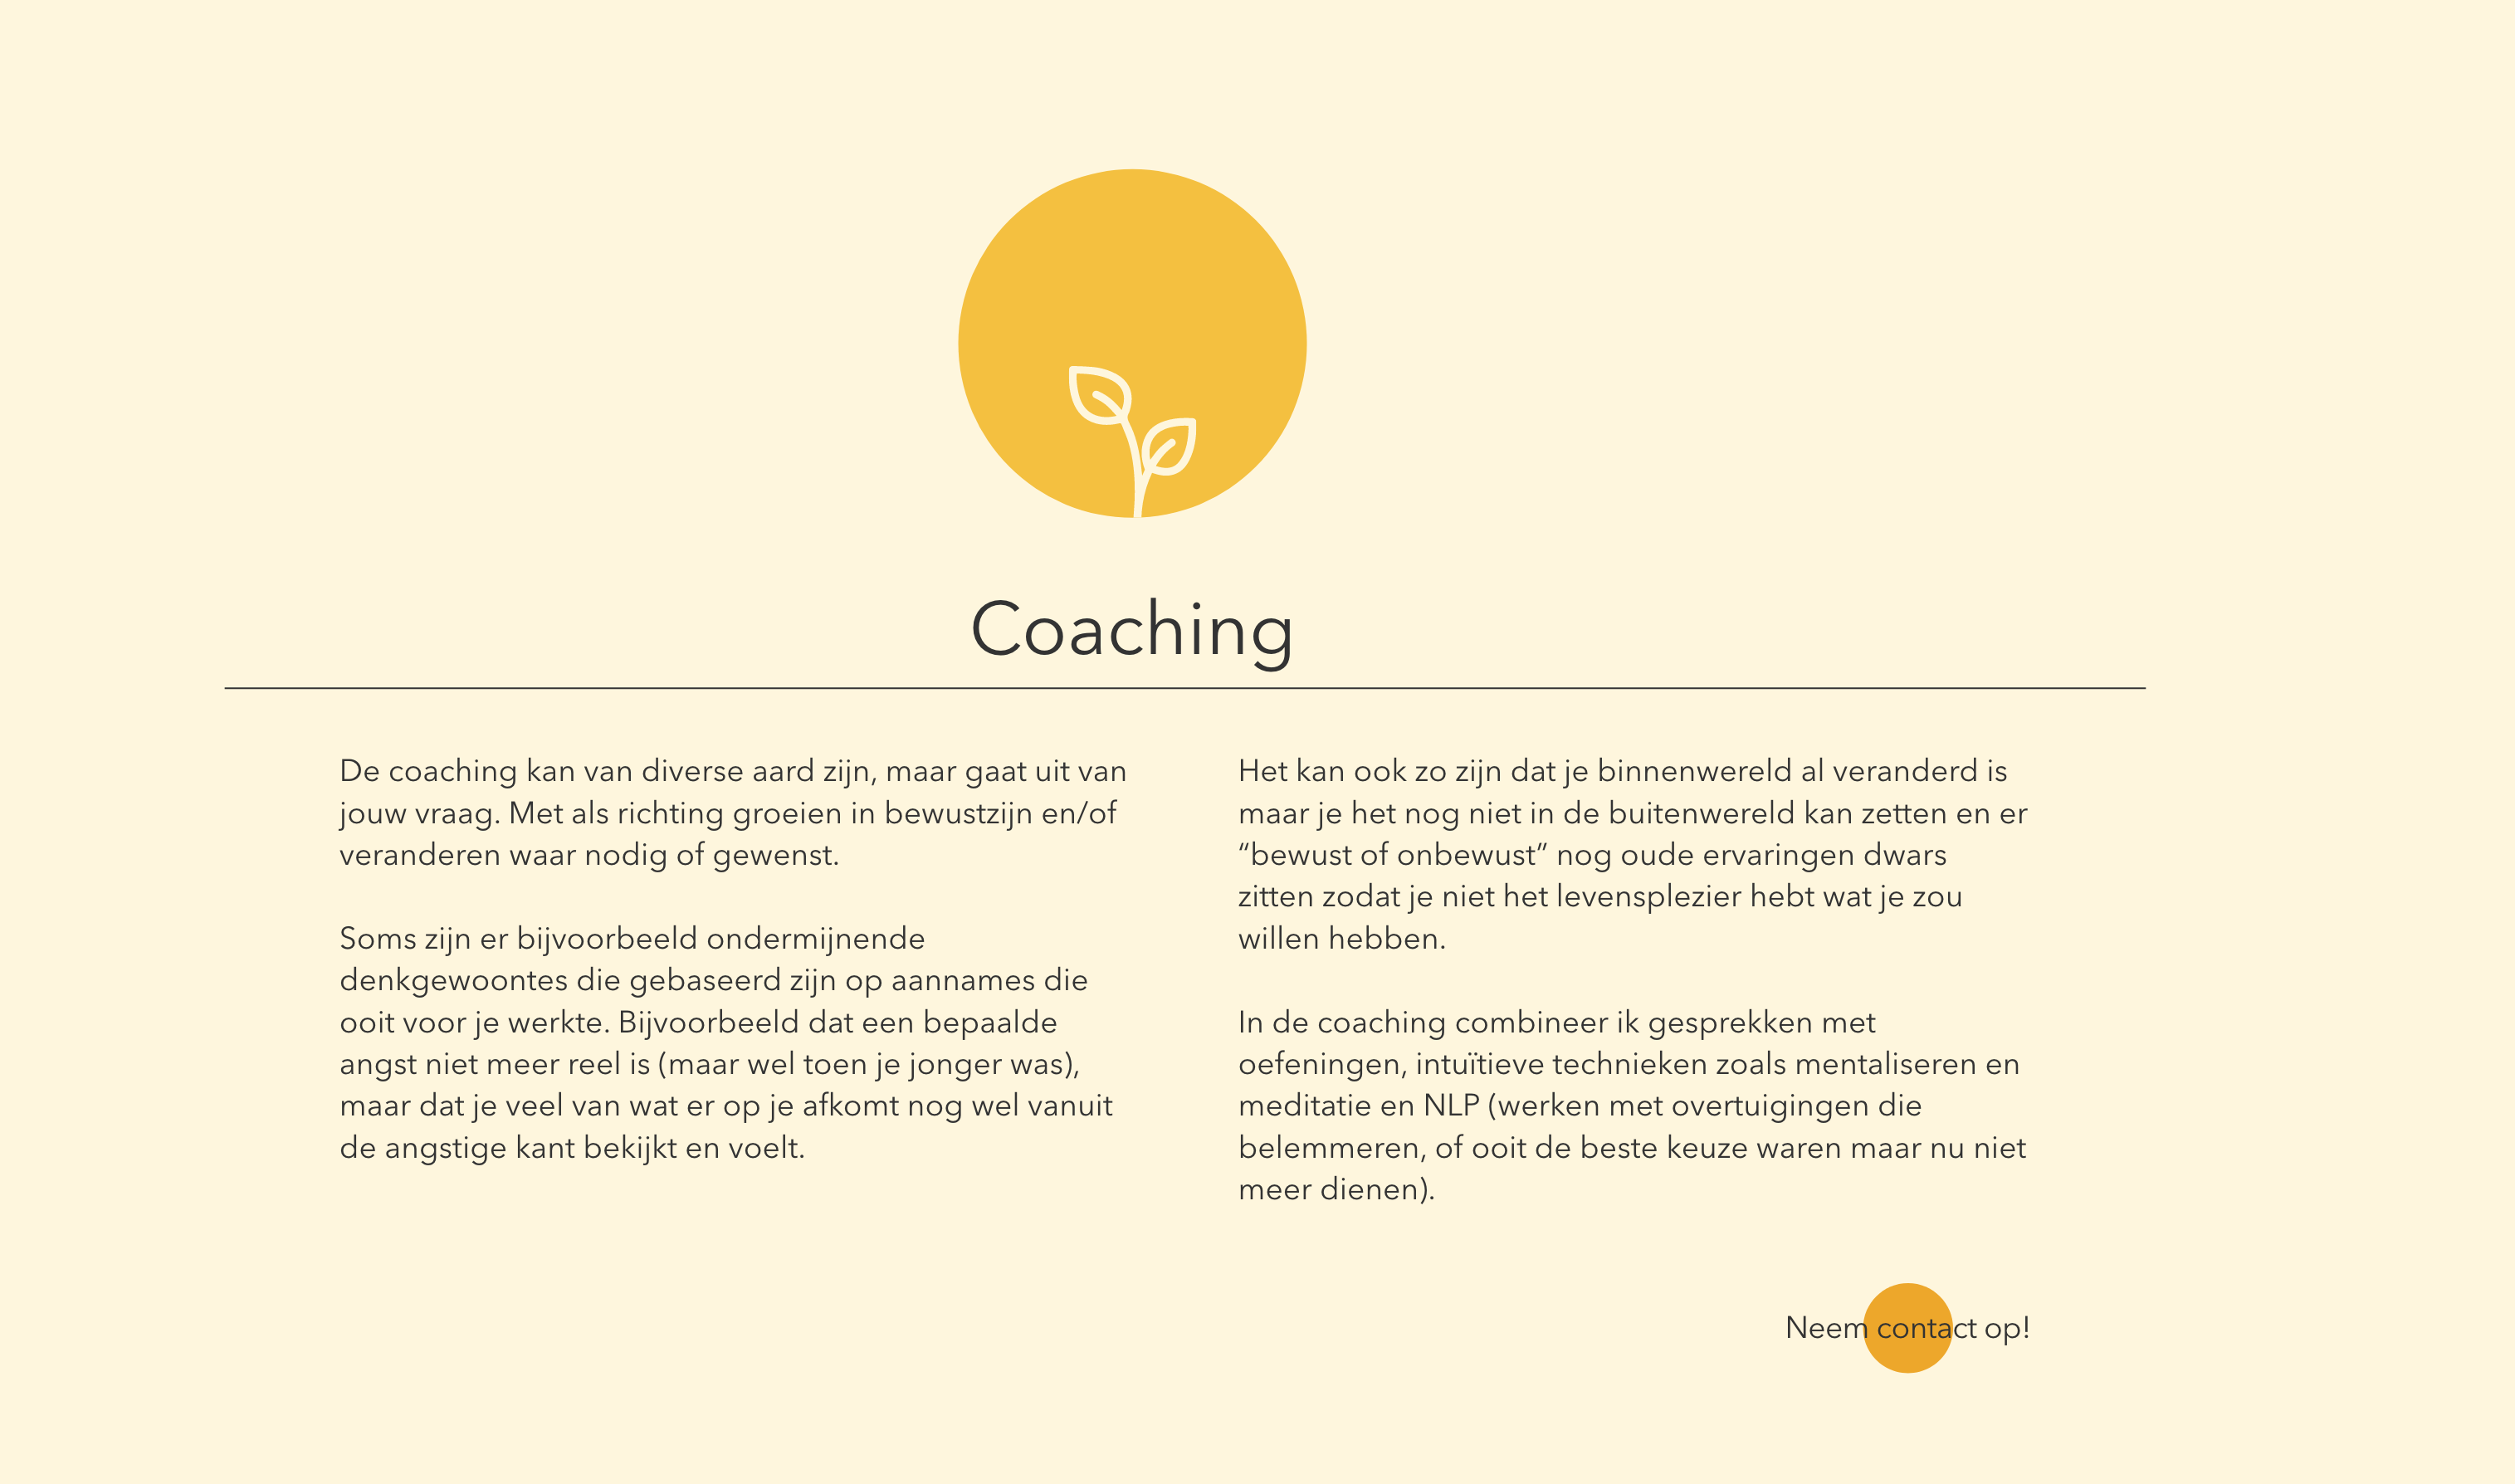 Coaching
De coaching kan van diverse aard zijn, maar gaat uit van
jouw vraag. Met als richting groeien in bewustzijn en/of
veranderen waar nodig of gewenst.
Soms zijn er bijvoorbeeld ondermijnende
denkgewoontes die gebaseerd zijn op aannames die
ooit voor je werkte. Bijvoorbeeld dat een bepaalde
angst niet meer reel is (maar wel toen je jonger was),
maar dat je veel van wat er op je afkomt nog wel vanuit
de angstige kant bekijkt en voelt.
Het kan ook zo zijn dat je binnenwereld al veranderd is
maar je het nog niet in de buitenwereld kan zetten en er
“bewust of onbewust” nog oude ervaringen dwars
zitten zodat je niet het levensplezier hebt wat je zou
willen hebben.
In de coaching combineer ik gesprekken met
oefeningen, intuïtieve technieken zoals mentaliseren en
meditatie en NLP (werken met overtuigingen die
belemmeren, of ooit de beste keuze waren maar nu niet
meer dienen).
Neem contact op!